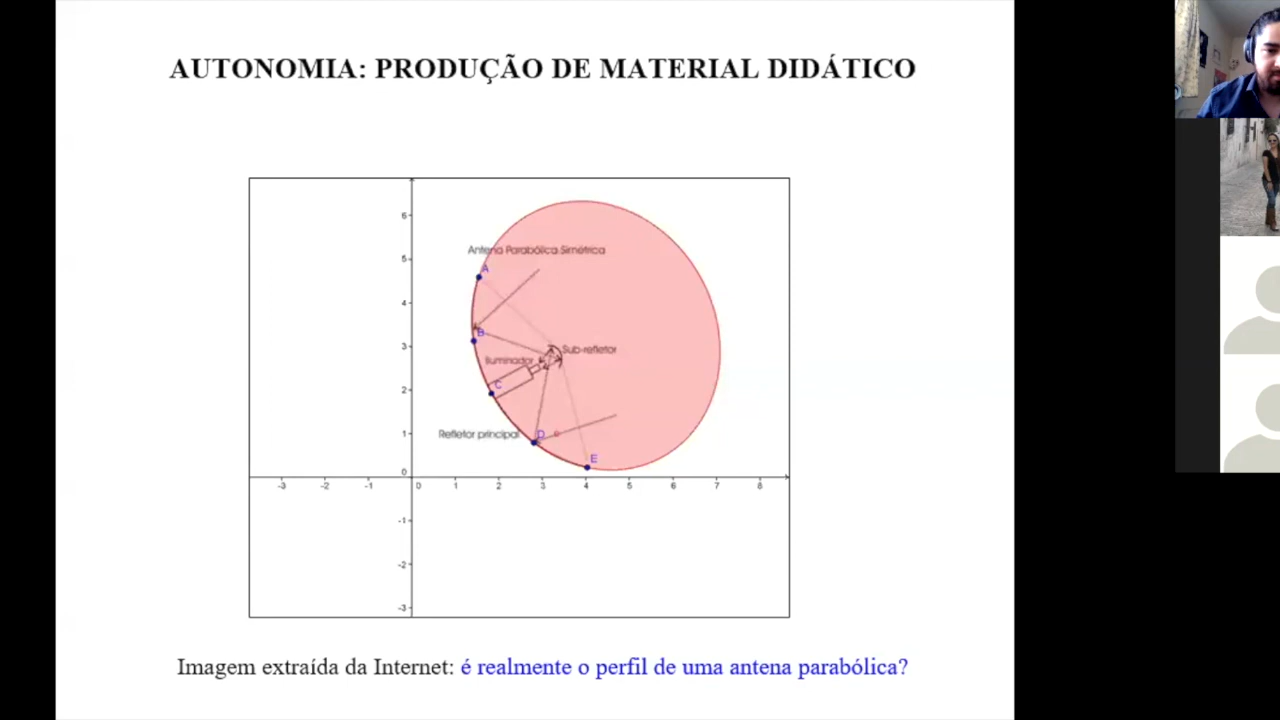 AUTONOMIA: PRODUÇÃO DE MATERIAL DIDÁTICO
6
Antena Parabólica Simétrica
5
A
4
B
3
Sub-refletor
Iluminador
C
2
1
Refletor principal
D
c
E
0
-3 -2 -1 0 1 2 3 4 5 6 7 8
-1
-2
-3
Imagem extraída da Internet: é realmente o perfil de uma antena parabólica?